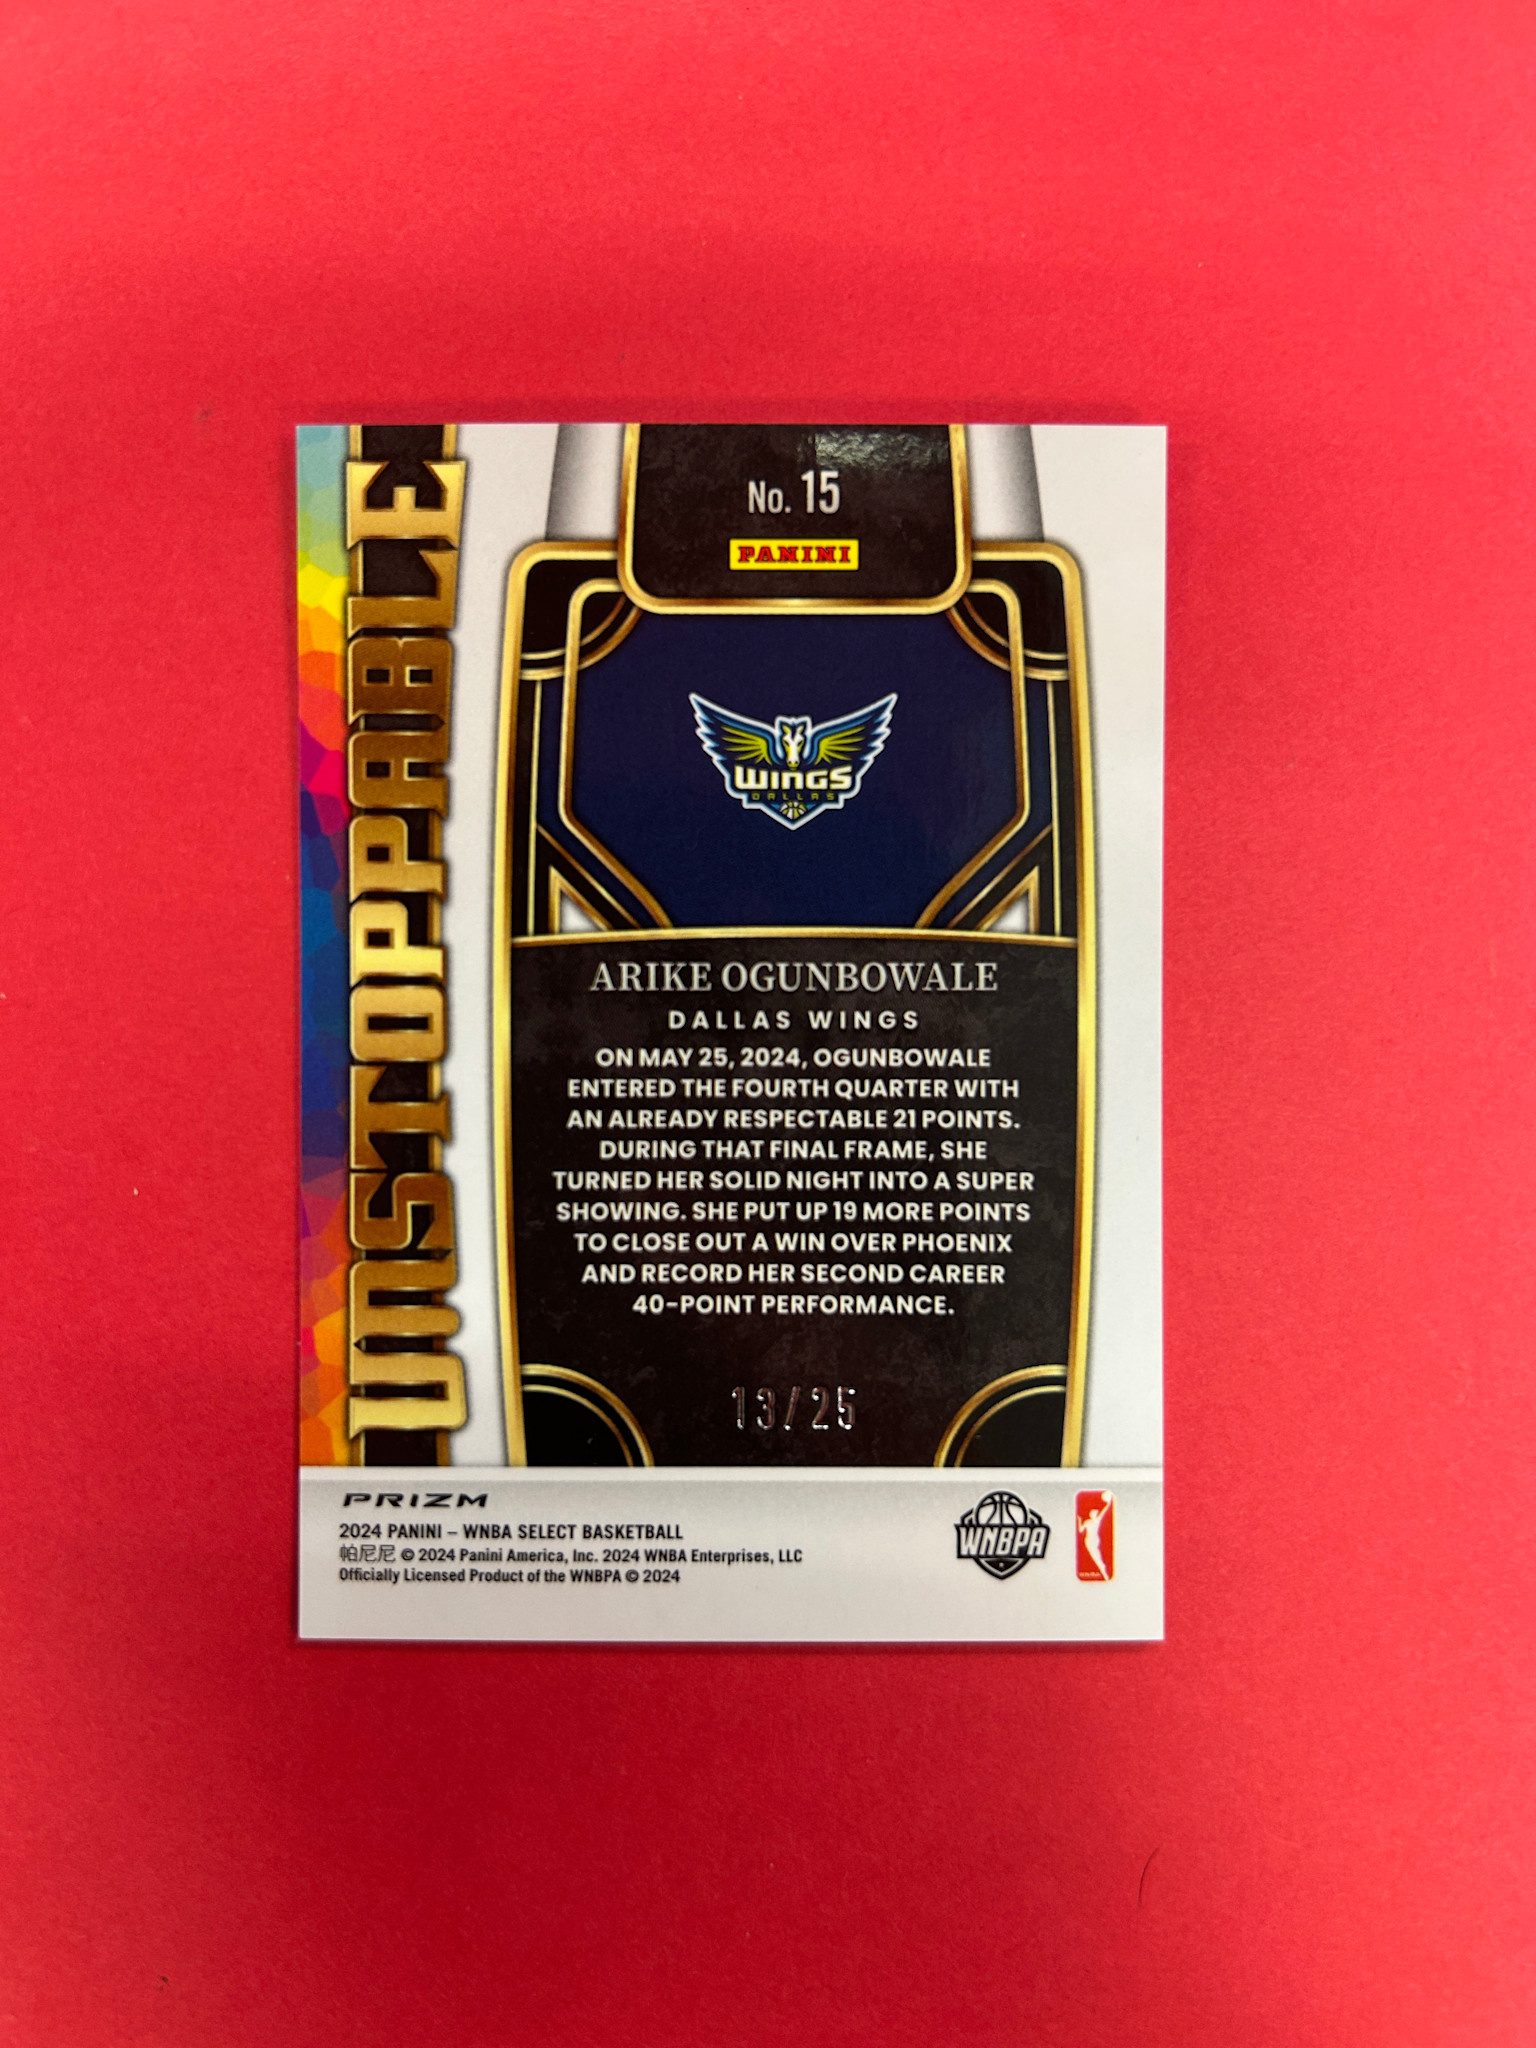 UNSTOPPABLE
No. 15
PANINI
WINGS
DALLAS
ARIKE OGUNBOWALE
DALLAS WINGS
ON MAY 25, 2024, OGUNBOWALE
ENTERED THE FOURTH QUARTER WITH
AN ALREADY RESPECTABLE 21 POINTS.
DURING THAT FINAL FRAME, SHE
TURNED HER SOLID NIGHT INTO A SUPER
SHOWING. SHE PUT UP 19 MORE POINTS
TO CLOSE OUT A WIN OVER PHOENIX
AND RECORD HER SECOND CAREER
40-POINT PERFORMANCE.
13/25
PRIZM
2024 PANINI – WNBA SELECT BASKETBALL
帕尼尼 © 2024 Panini America, Inc. 2024 WNBA Enterprises, LLC
Officially Licensed Product of the WNBPA © 2024
WNBPA
WNBA